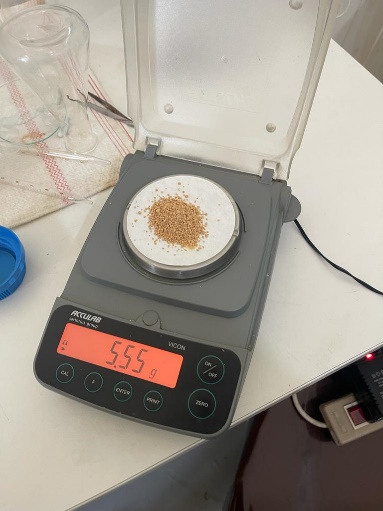 ACCULAB
VICON
5.55 g
ON/OFF
CAL
ENTER
PRINT
ZERO